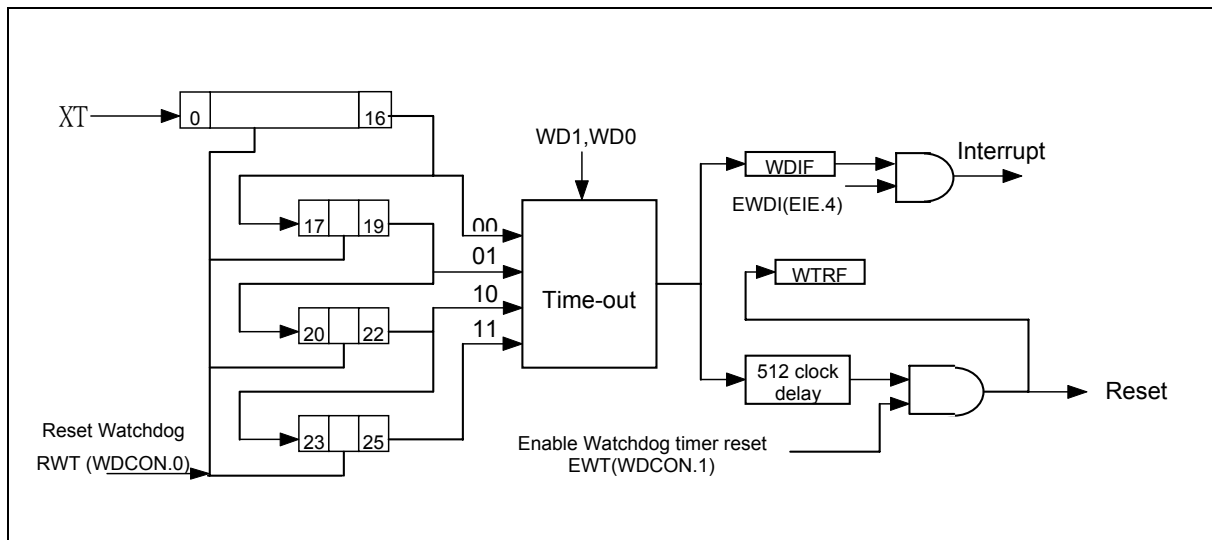 XT
0
16
WD1,WD0
WDIF
Interrupt
EWDI(EIE.4)
17
19
00
01
10
11
Time-out
WTRF
20
22
512 clock
delay
Reset
23
25
Reset Watchdog
RWT (WDCON.0)
Enable Watchdog timer reset
EWT(WDCON.1)